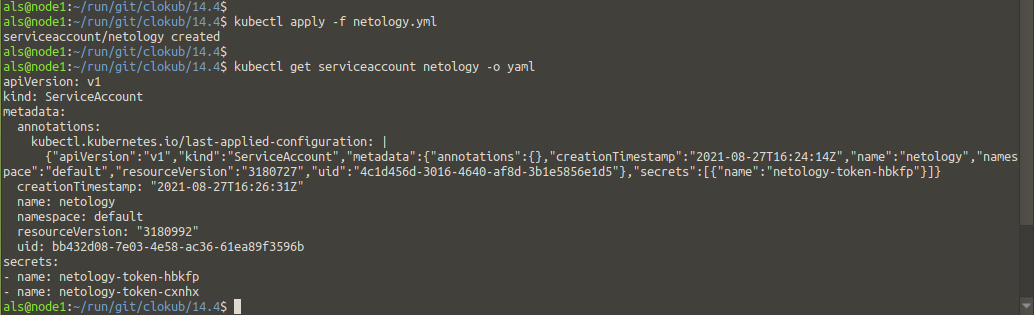 als@node1:~/run/git/clokub/14.4$
als@node1:~/run/git/clokub/14.4$ kubectl apply -f netology.yml
serviceaccount/netology created
als@node1:~/run/git/clokub/14.4$
als@node1:~/run/git/clokub/14.4$ kubectl get serviceaccount netology -o yaml
apiVersion: v1
kind: ServiceAccount
metadata:
  annotations:
    kubectl.kubernetes.io/last-applied-configuration: |
      {"apiVersion":"v1","kind":"ServiceAccount","metadata":{"annotations":{},"creationTimestamp":"2021-08-27T16:24:14Z","name":"netology","names
pace":"default","resourceVersion":"3180727","uid":"4c1d456d-3016-4640-af8d-3b1e5856e1d5"},"secrets":[{"name":"netology-token-hbkfp"}]}
  creationTimestamp: "2021-08-27T16:26:31Z"
  name: netology
  namespace: default
  resourceVersion: "3180992"
  uid: bb432d08-7e03-4e58-ac36-61ea89f3596b
secrets:
- name: netology-token-hbkfp
- name: netology-token-cxnhx
als@node1:~/run/git/clokub/14.4$